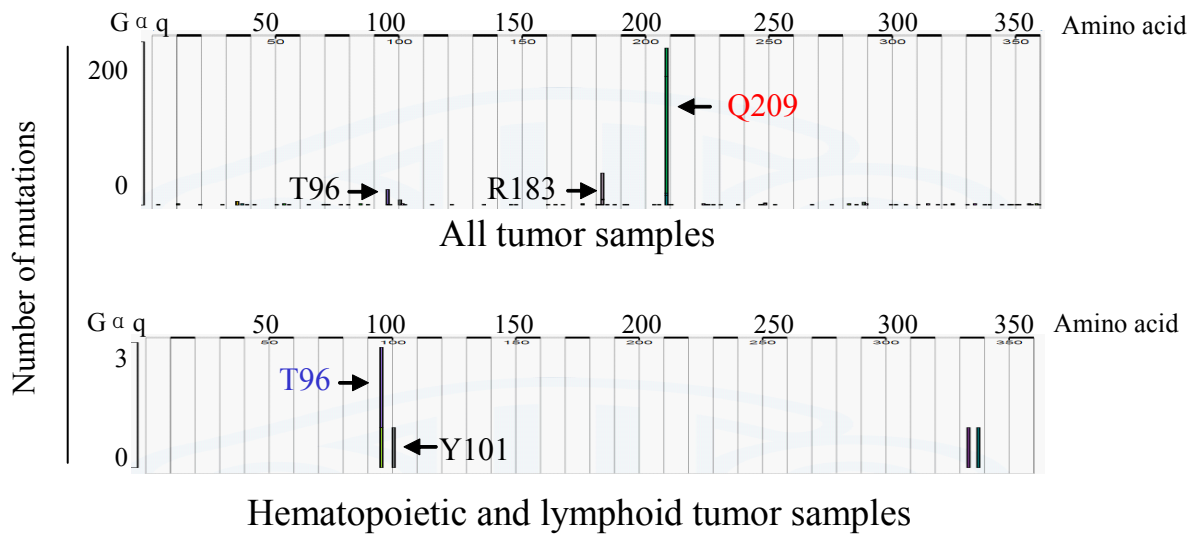 Gαq 50 100 150 200 250 300 350 Amino acid
50 100 150 200 250 300 350
200
0
Q209
T96
R183
All tumor samples
Number of mutations
Gαq 50 100 150 200 250 300 350 Amino acid
50 100 150 200 250 300 350
3
0
T96
Y101
Hematopoietic and lymphoid tumor samples